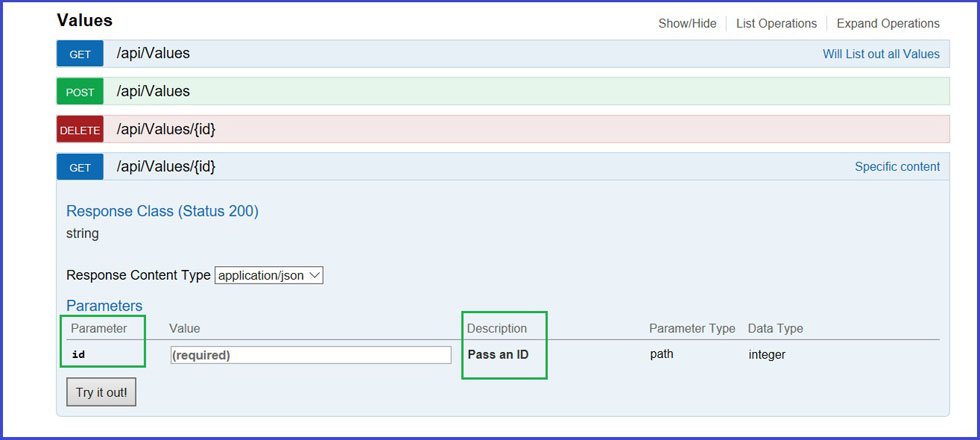 Values
Show/Hide List Operations Expand Operations
GET /api/Values Will List out all Values
POST /api/Values
DELETE /api/Values/{id}
GET /api/Values/{id} Specific content
Response Class (Status 200)
string
Response Content Type application/json
Parameters
Parameter Value Description Parameter Type Data Type
id (required) Pass an ID path integer
Try it out!